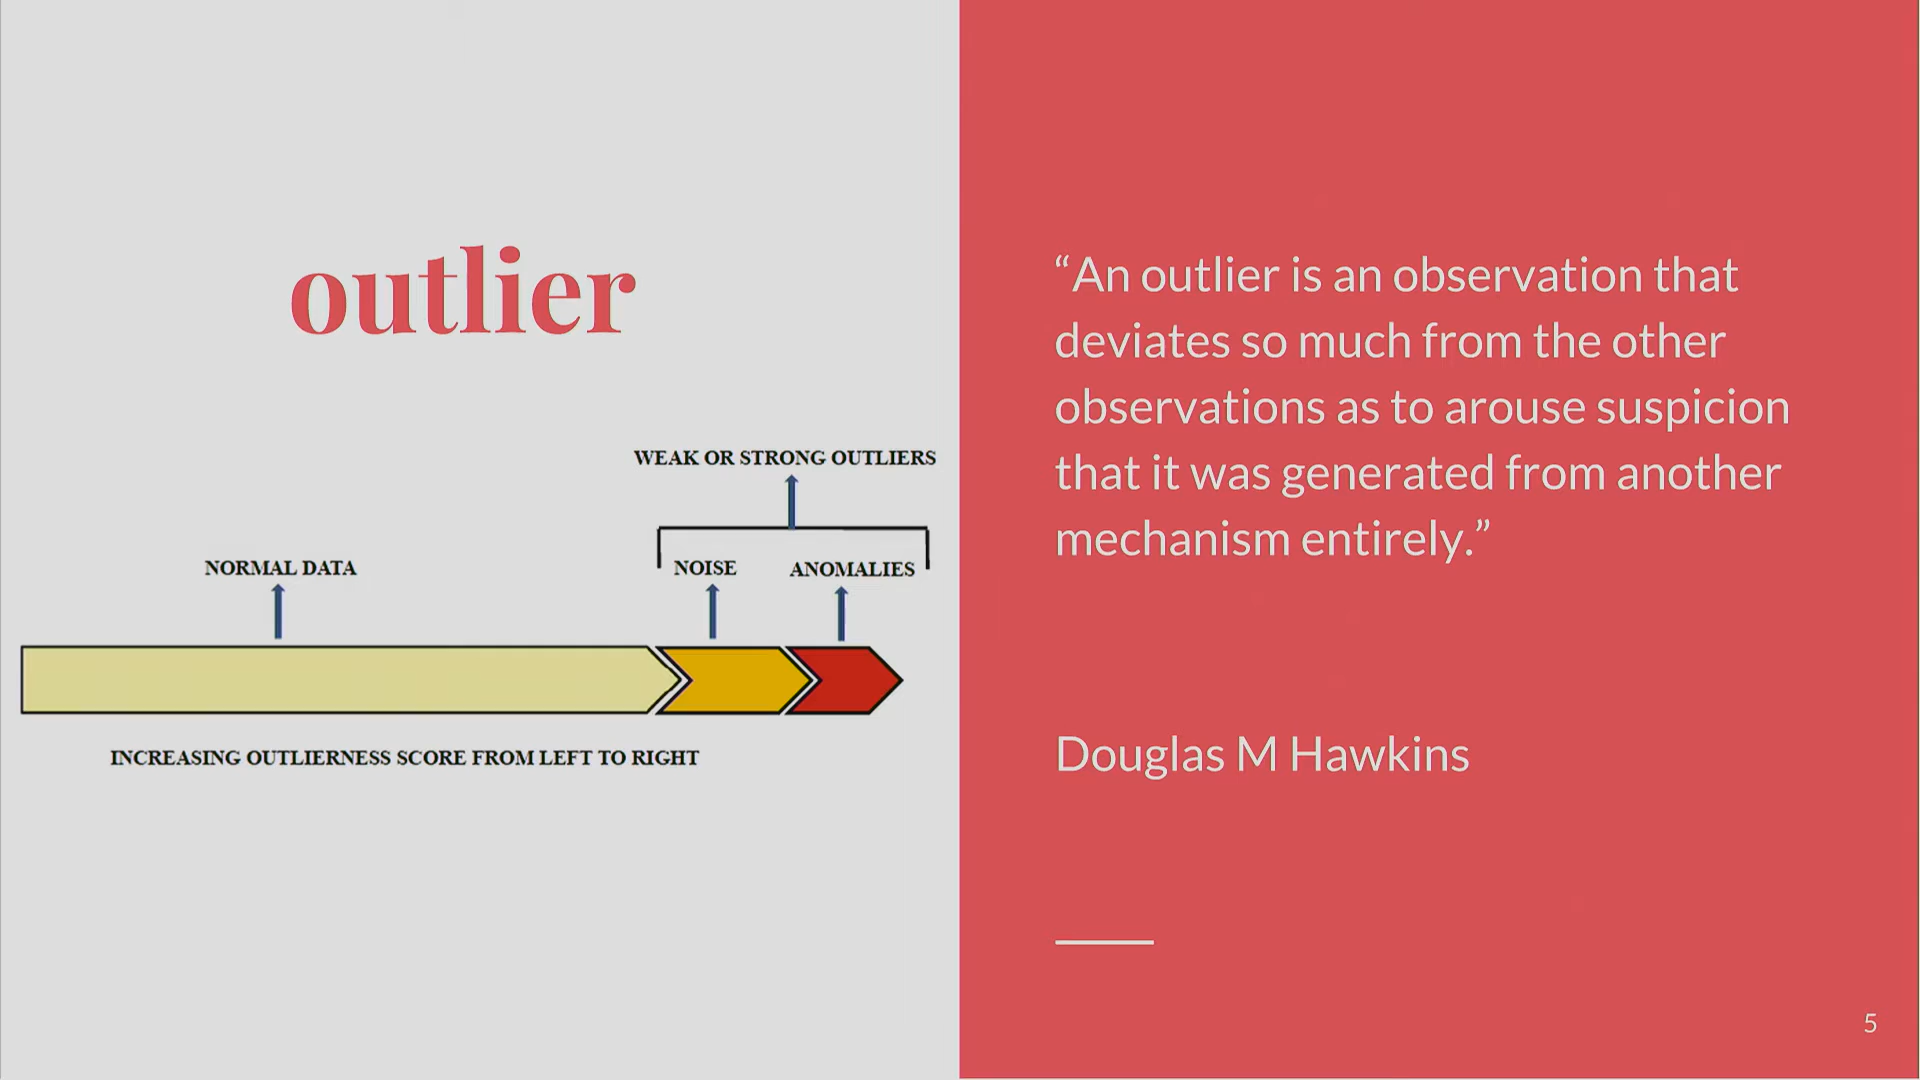 outlier
WEAK OR STRONG OUTLIERS
NORMAL DATA
NOISE
ANOMALIES
INCREASING OUTLIERNESS SCORE FROM LEFT TO RIGHT
“An outlier is an observation that
deviates so much from the other
observations as to arouse suspicion
that it was generated from another
mechanism entirely.”
Douglas M Hawkins
5